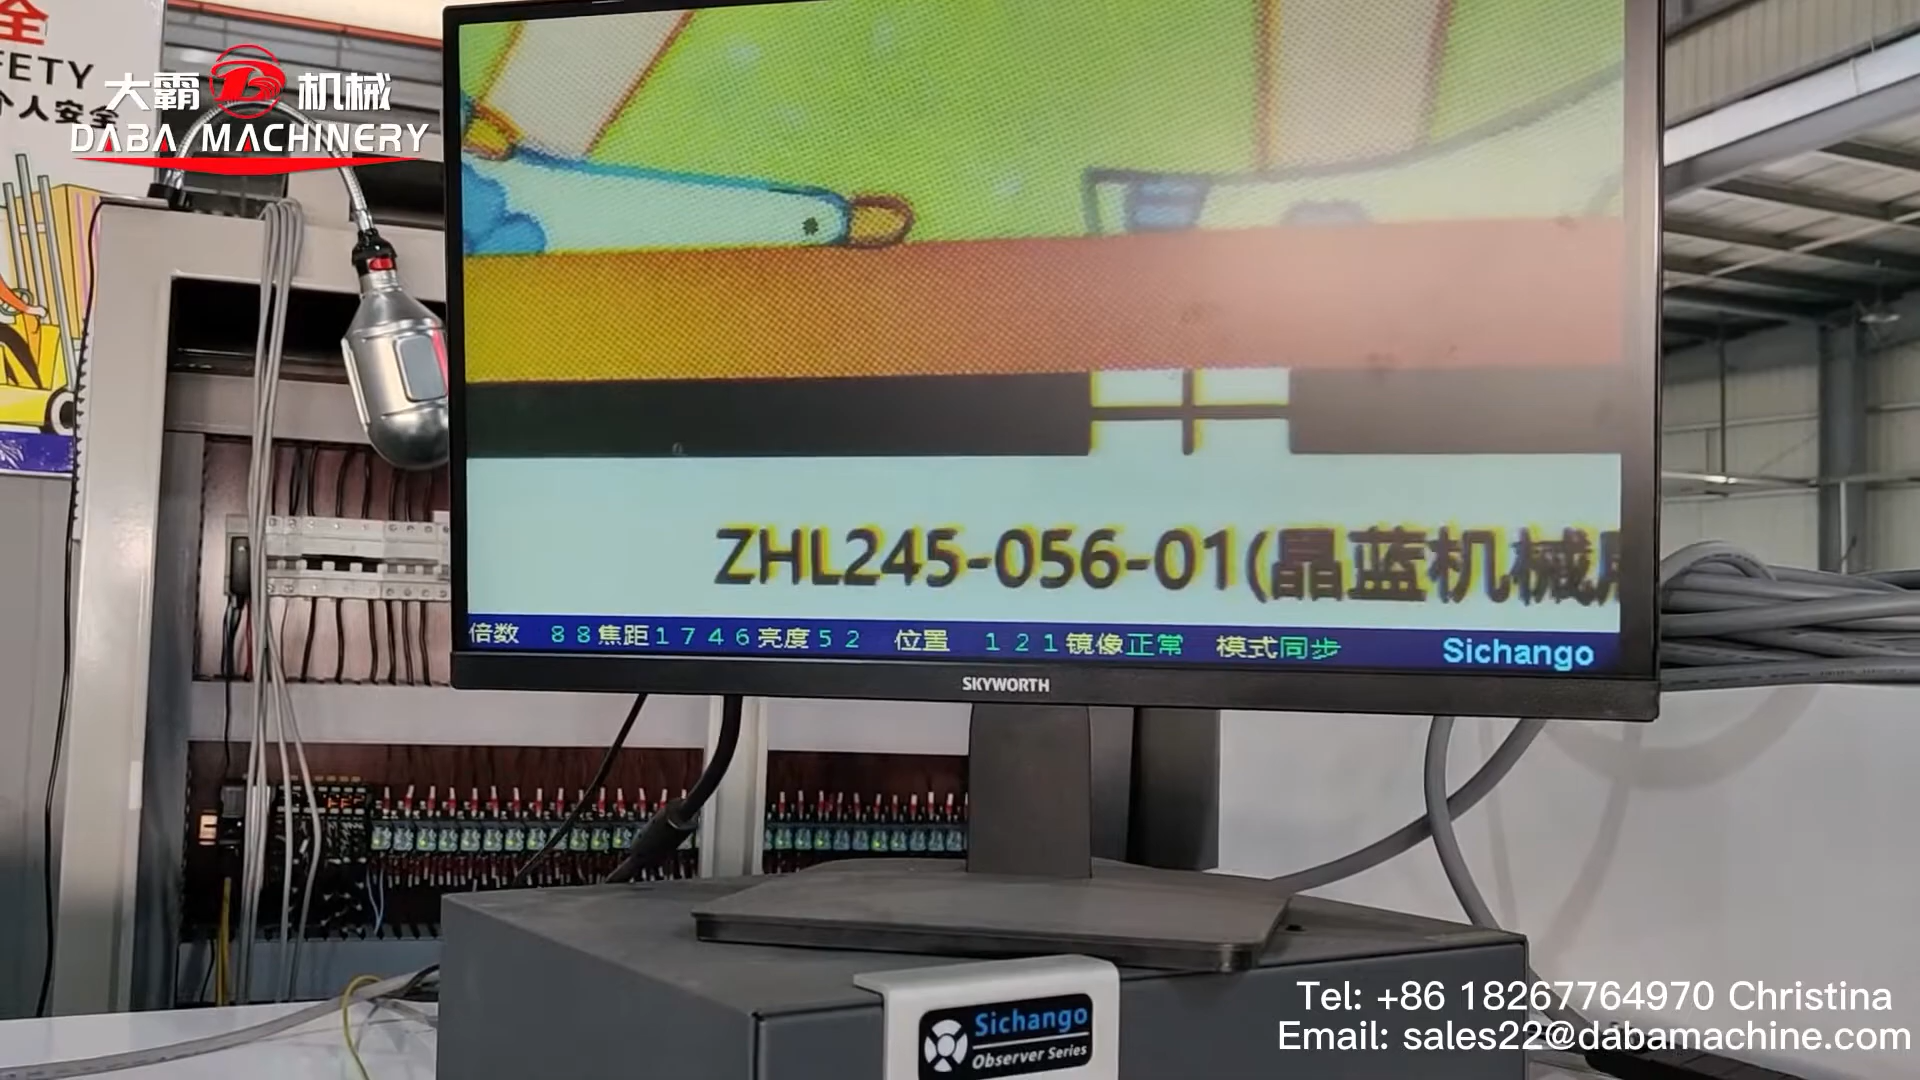 全
FETY
个人安全
大霸 B 机械
DABA MACHINERY
ZHL245-056-01(晶蓝机械
倍数 88焦距1746亮度52 位置 121镜像正常 模式同步 Sichango
SKYWORTH
Sichango
Observer Series
Tel: +86 18267764970 Christina
Email: sales22@dabamachine.com